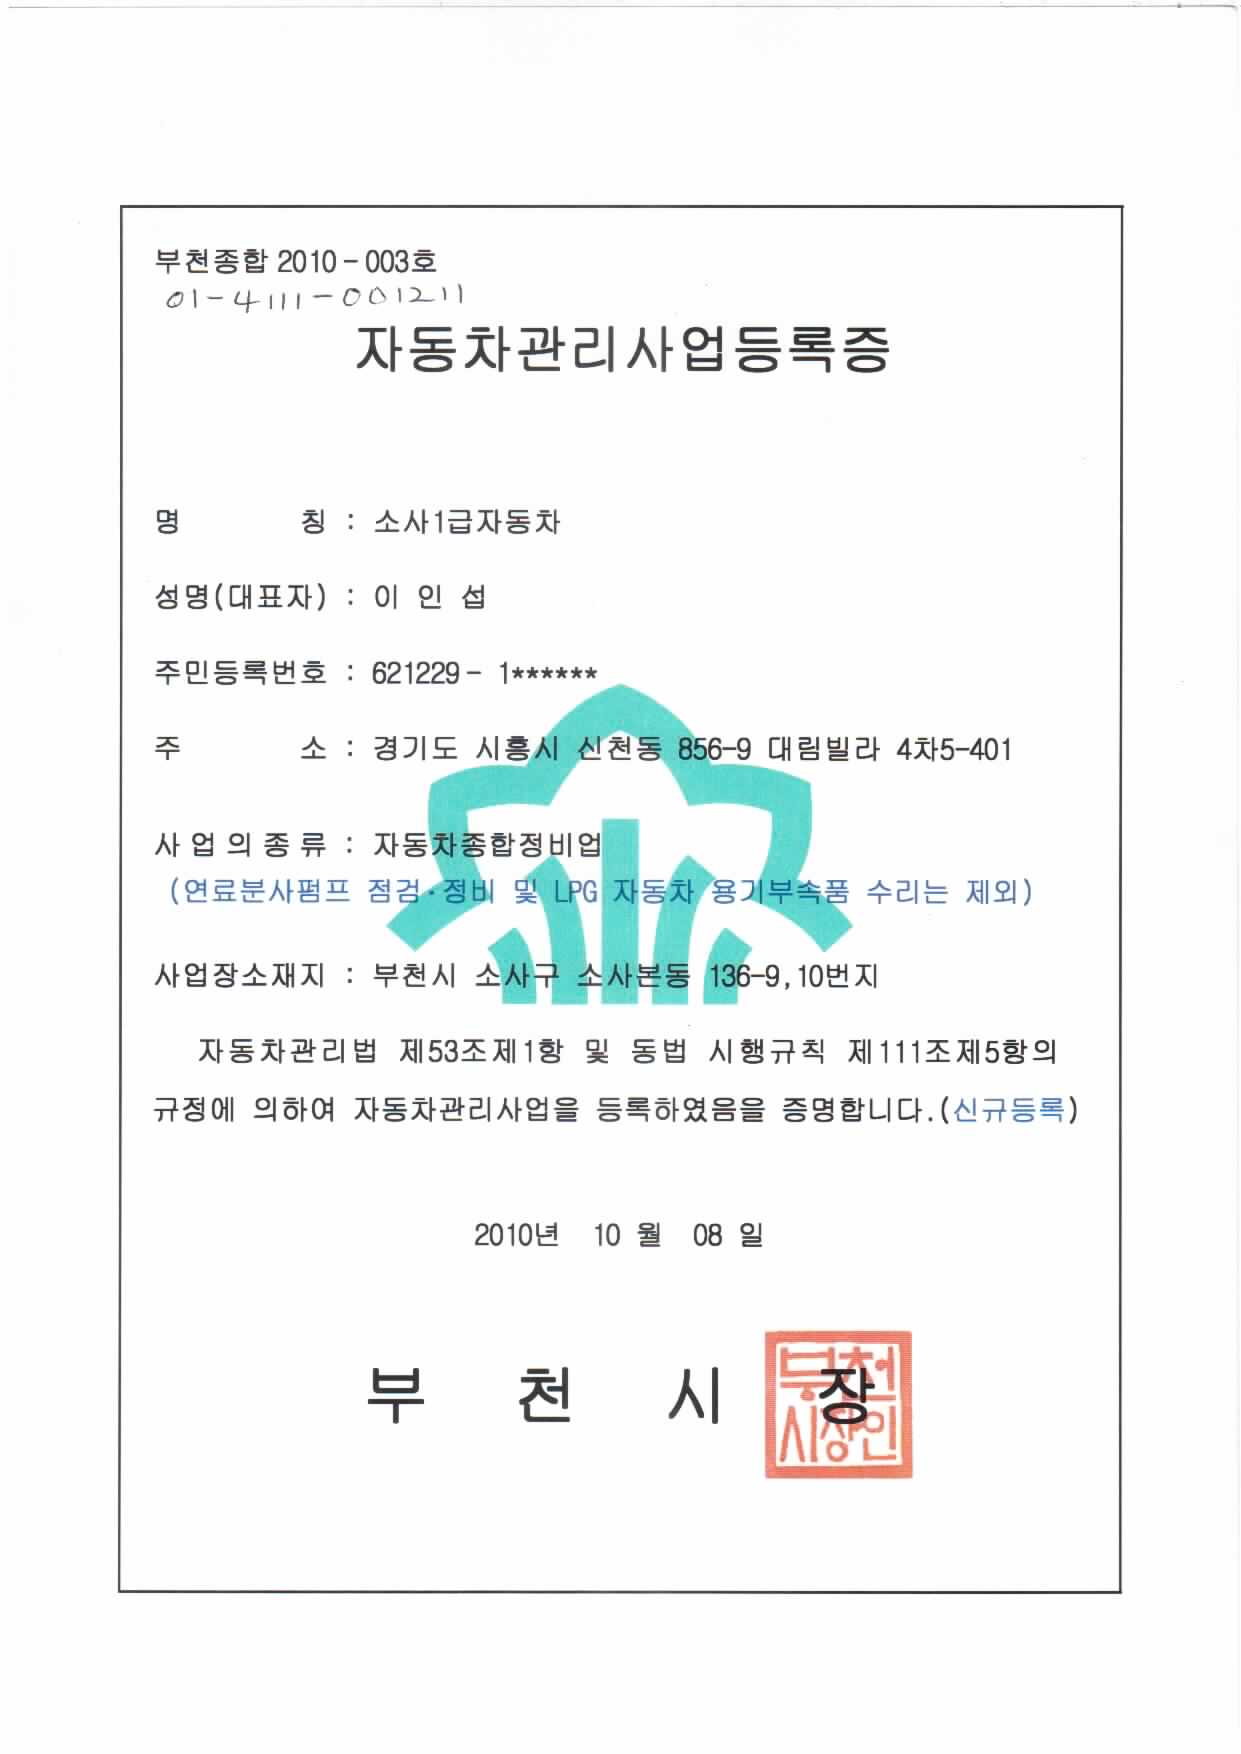 부천종합 2010-003호
01-4111-001211
자동차관리사업등록증
명 칭 : 소사1급자동차
성명(대표자) : 이 인 섭
주민등록번호 : 621229- 1******
주 소 : 경기도 시흥시 신천동 856-9 대림빌라 4차5-401
사업의종류 : 자동차종합정비업
(연료분사펌프 점검·정비 및 LPG 자동차 용기부속품 수리는 제외)
사업장소재지 : 부천시 소사구 소사본동 136-9,10번지
자동차관리법 제53조제1항 및 동법 시행규칙 제111조제5항의
규정에 의하여 자동차관리사업을 등록하였음을 증명합니다.(신규등록)
2010년 10 월 08 일
부 천 시 장
부천
시장인